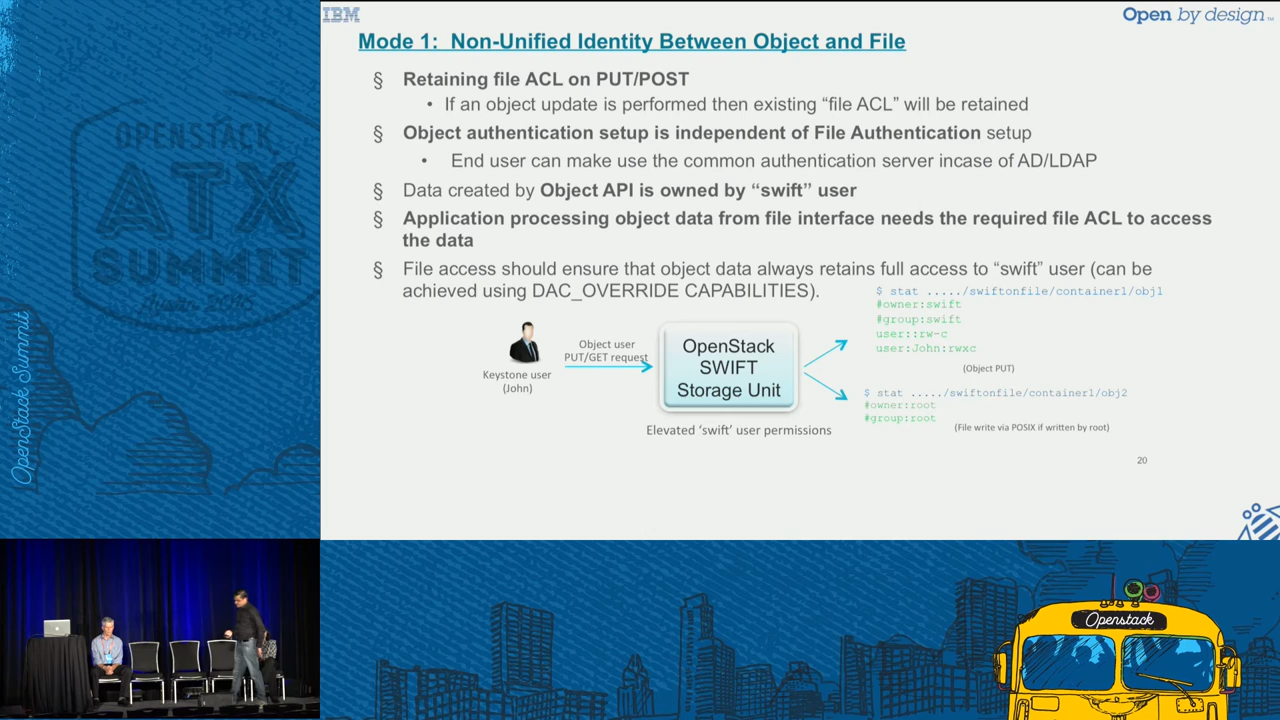 IBM
Open by design™
Mode 1: Non-Unified Identity Between Object and File
§ Retaining file ACL on PUT/POST
• If an object update is performed then existing “file ACL” will be retained
§ Object authentication setup is independent of File Authentication setup
• End user can make use the common authentication server incase of AD/LDAP
§ Data created by Object API is owned by “swift” user
§ Application processing object data from file interface needs the required file ACL to access
the data
§ File access should ensure that object data always retains full access to “swift” user (can be
achieved using DAC_OVERRIDE CAPABILITIES).
$ stat ...../swiftonfile/container1/obj1
#owner:swift
#group:swift
user::rw-c
user:John:rwxc
(Object PUT)
Object user
PUT/GET request
Keystone user
(John)
OpenStack
SWIFT
Storage Unit
Elevated ‘swift’ user permissions
$ stat ...../swiftonfile/container1/obj2
#owner:root
#group:root
(File write via POSIX if written by root)
20
OPENSTACK
ATX
SUMMIT
OpenStack Summit
Openstack